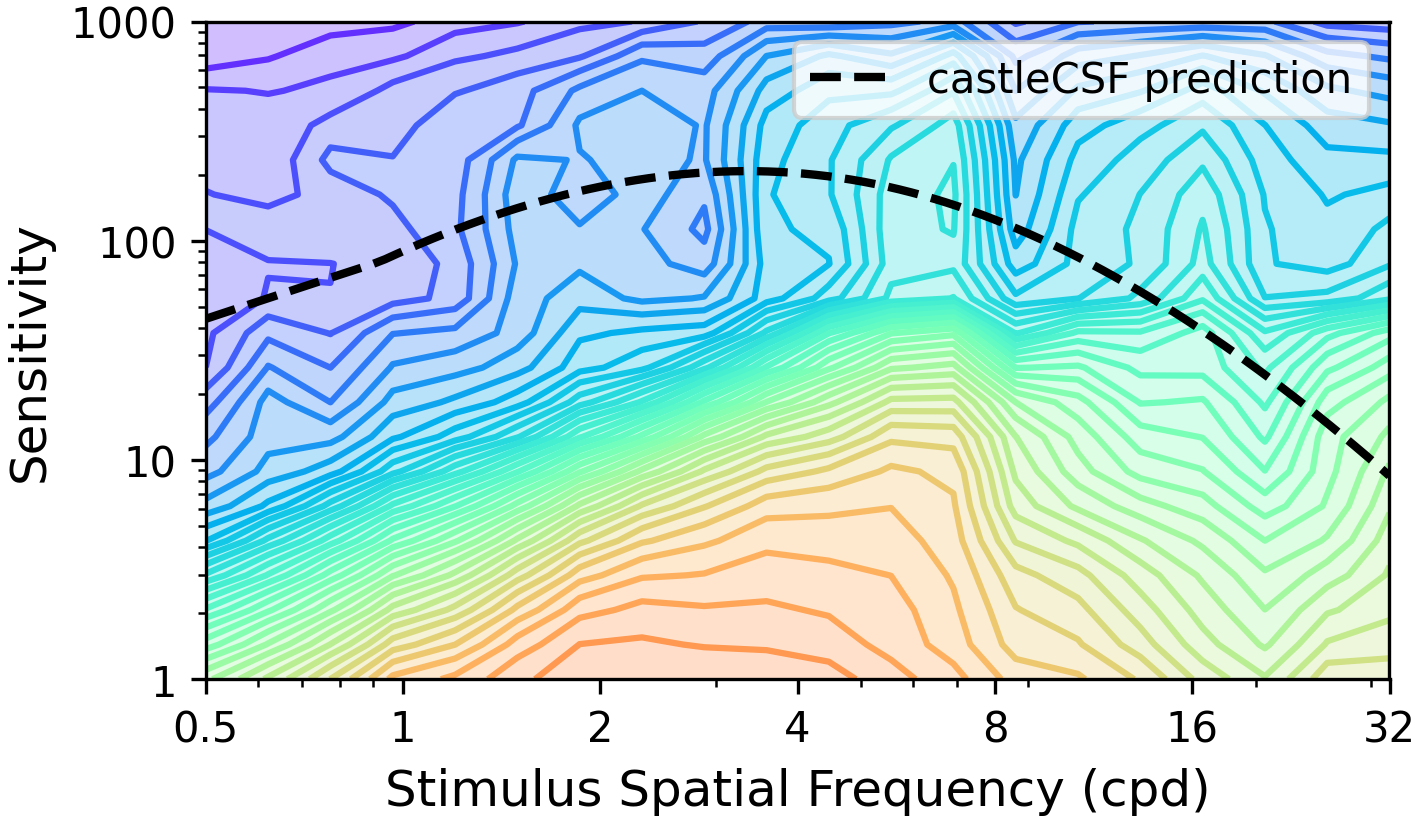 1000
100
10
1
Sensitivity
castleCSF prediction
0.5 1 2 4 8 16 32
Stimulus Spatial Frequency (cpd)